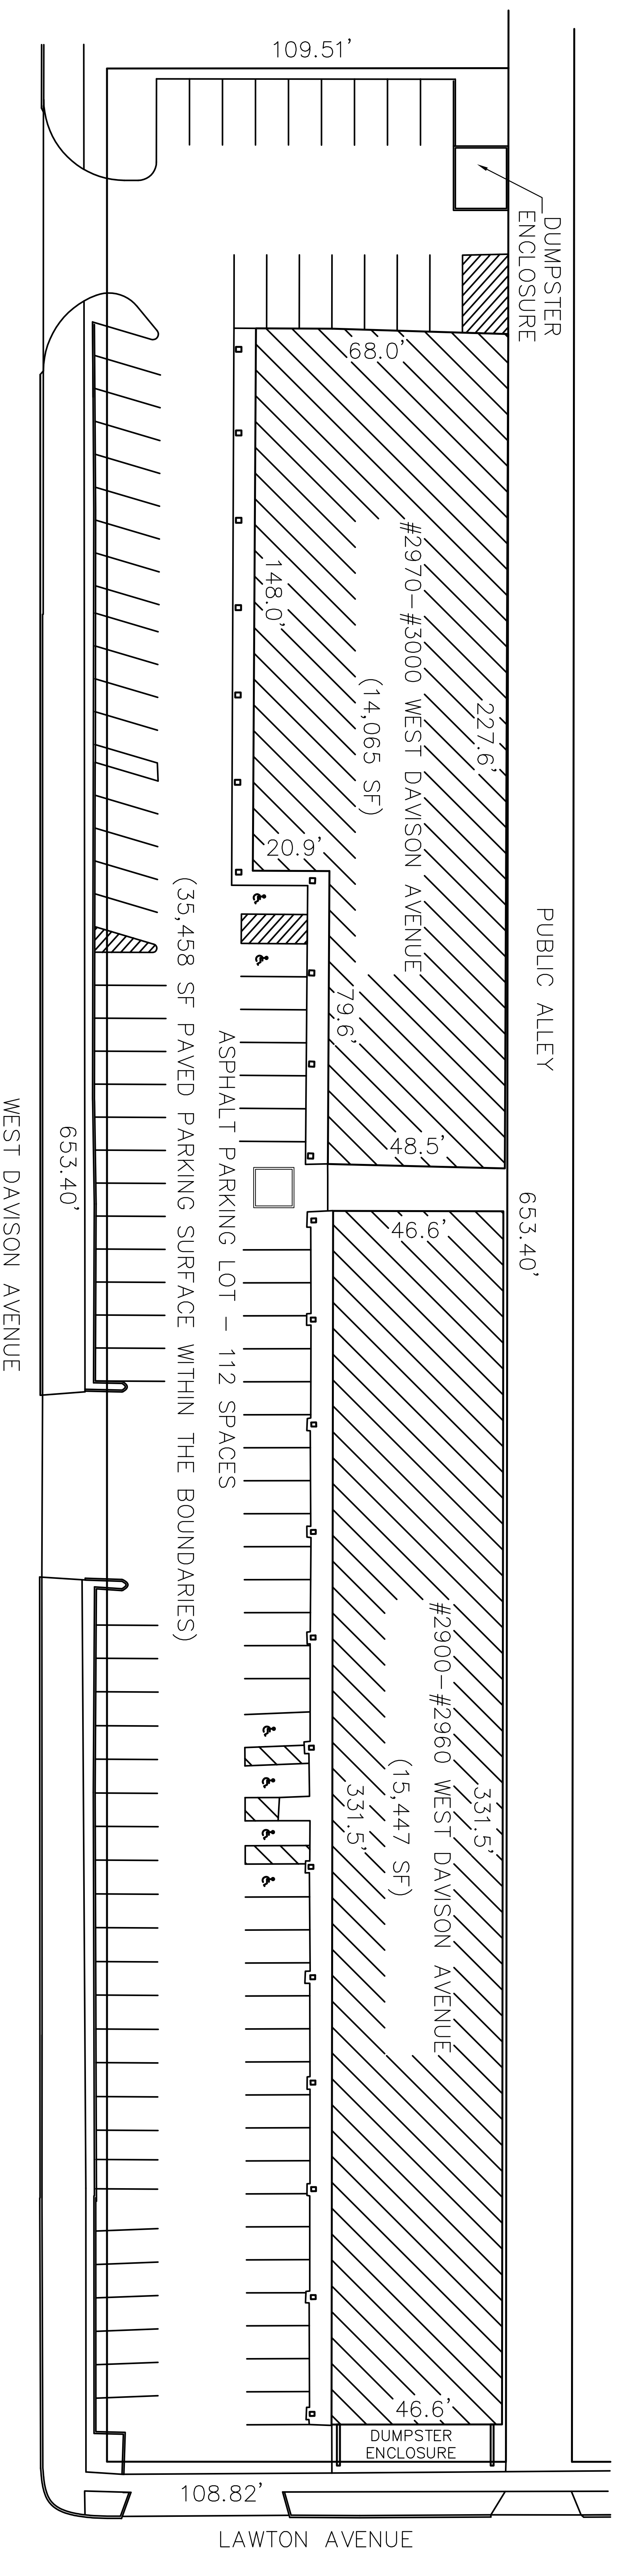 109.51'
DUMPSTER
ENCLOSURE
68.0'
#2970-#3000 WEST DAVISON AVENUE
(14,065 SF)
148.0'
227.6'
20.9'
79.6'
48.5'
PUBLIC ALLEY
653.40'
46.6'
ASPHALT PARKING LOT - 112 SPACES
(35,458 SF PAVED PARKING SURFACE WITHIN THE BOUNDARIES)
653.40'
WEST DAVISON AVENUE
#2900-#2960 WEST DAVISON AVENUE
(15,447 SF)
331.5'
331.5'
46.6'
DUMPSTER
ENCLOSURE
108.82'
LAWTON AVENUE